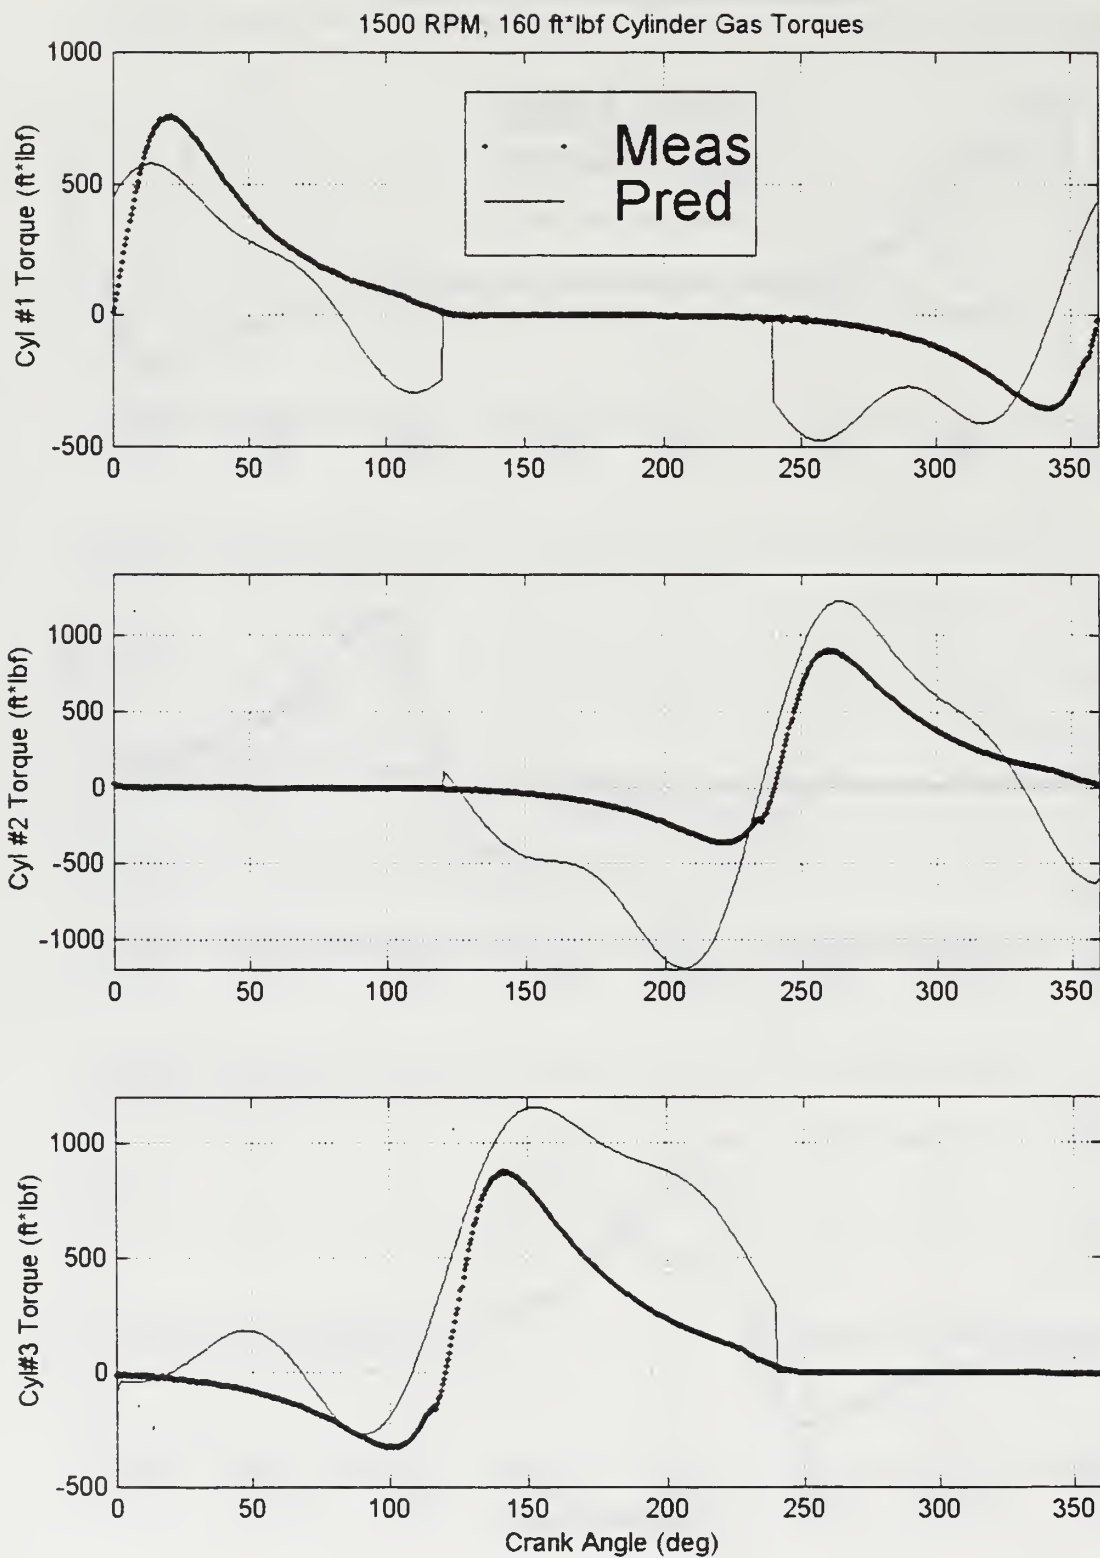 1500 RPM, 160 ft*lbf Cylinder Gas Torques
Cyl #1 Torque (ft*lbf)
1000
500
0
-500
Meas
Pred
0 50 100 150 200 250 300 350
Cyl #2 Torque (ft*lbf)
1000
500
0
-500
-1000
0 50 100 150 200 250 300 350
Cyl#3 Torque (ft*lbf)
1000
500
0
-500
0 50 100 150 200 250 300 350
Crank Angle (deg)